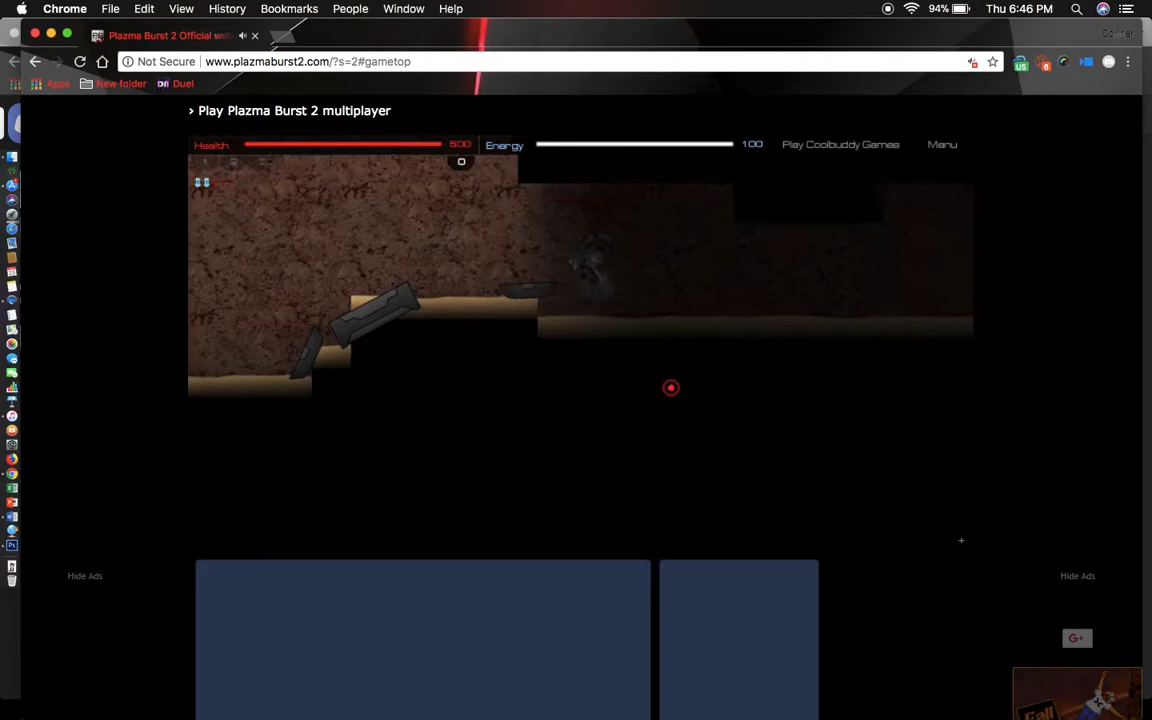 Chrome File Edit View History Bookmarks People Window Help 94% Thu 6:46 PM
Plazma Burst 2 Official Conner
Not Secure www.plazmaburst2.com/?s=2#gametop
Apps New folder Duel
› Play Plazma Burst 2 multiplayer
Health 500 Energy 100 Play Coolbuddy Games Menu
Hide Ads Hide Ads
G+